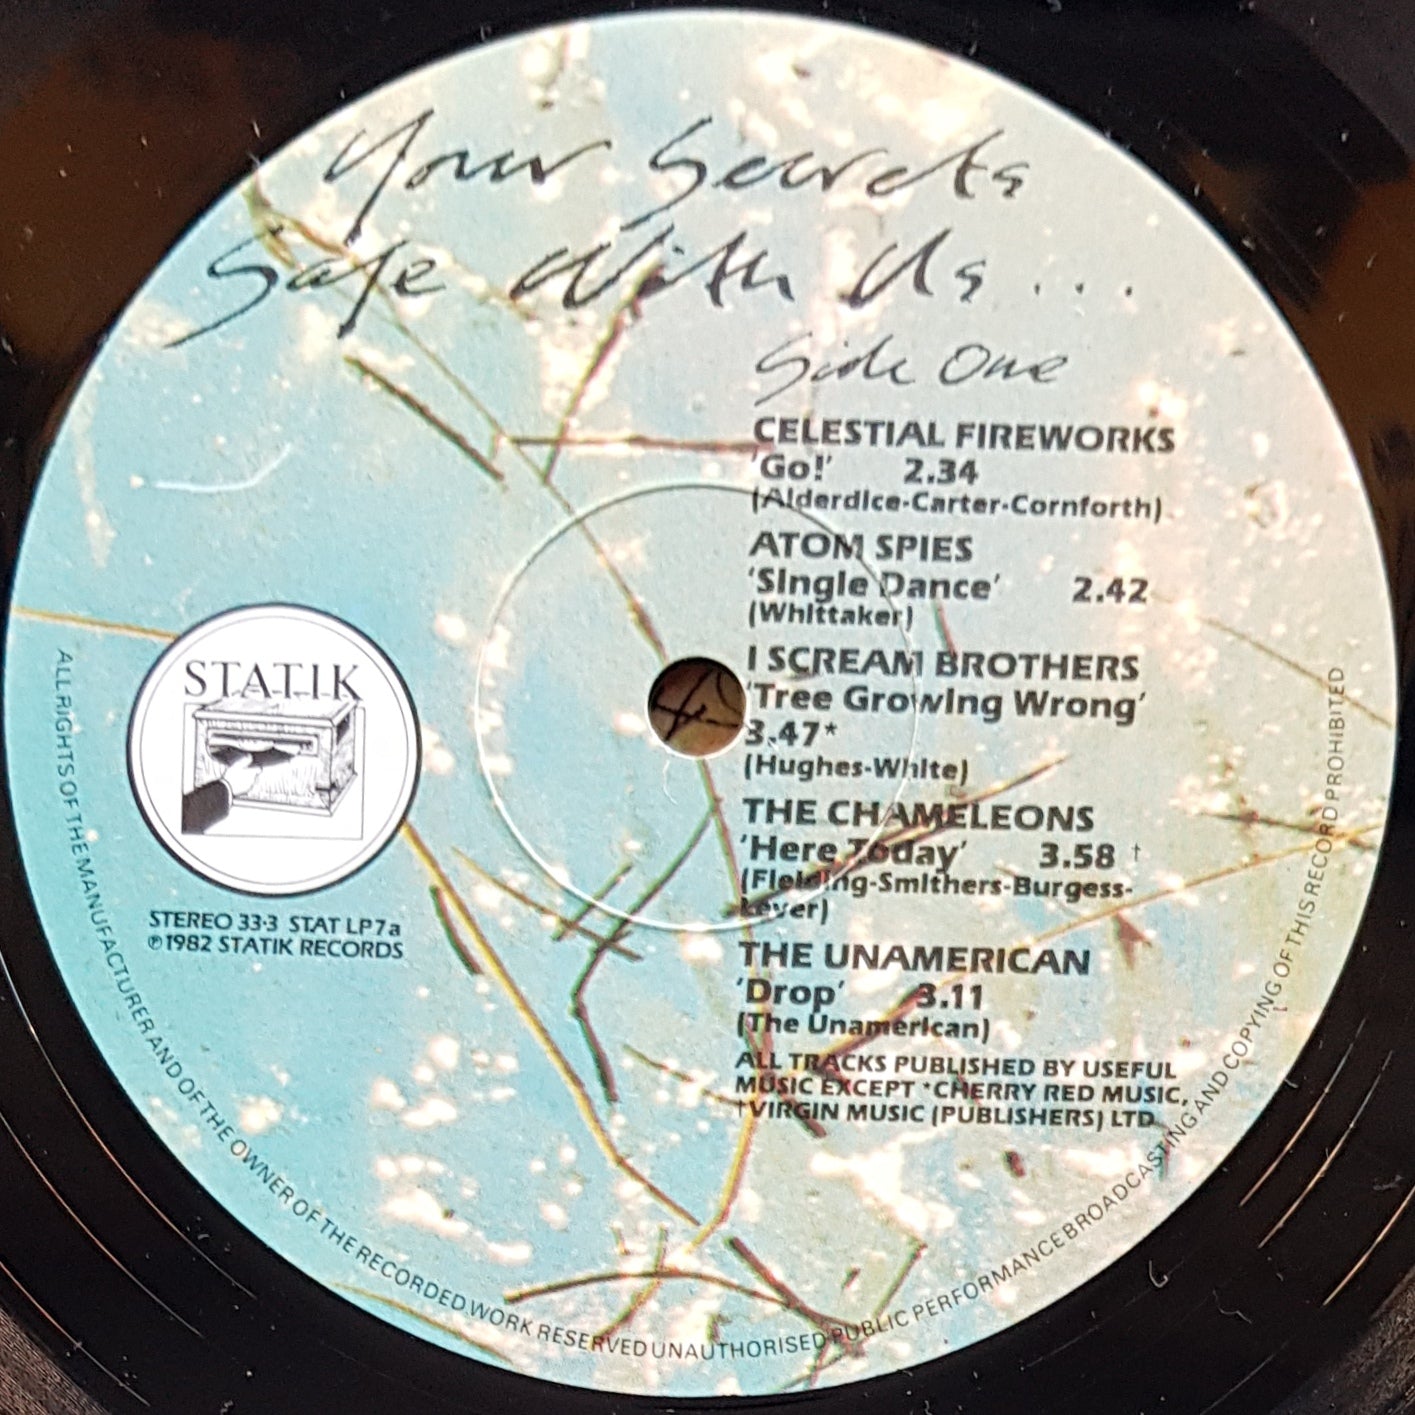 Your Secrets
Safe With Us...
Side One
CELESTIAL FIREWORKS
'Go!' 2.34
(Alderdice-Carter-Cornforth)
ATOM SPIES
'Single Dance' 2.42
(Whittaker)
I SCREAM BROTHERS
'Tree Growing Wrong'
3.47*
(Hughes-White)
THE CHAMELEONS
'Here Today' 3.58 †
(Fielding-Smithers-Burgess-
Lever)
THE UNAMERICAN
'Drop' 3.11
(The Unamerican)
ALL TRACKS PUBLISHED BY USEFUL
MUSIC EXCEPT *CHERRY RED MUSIC,
†VIRGIN MUSIC (PUBLISHERS) LTD
STATIK
STEREO 33·3 STAT LP7a
℗1982 STATIK RECORDS
ALL RIGHTS OF THE MANUFACTURER AND OF THE OWNER OF THE RECORDED WORK RESERVED UNAUTHORISED PUBLIC PERFORMANCE BROADCASTING AND COPYING OF THIS RECORD PROHIBITED